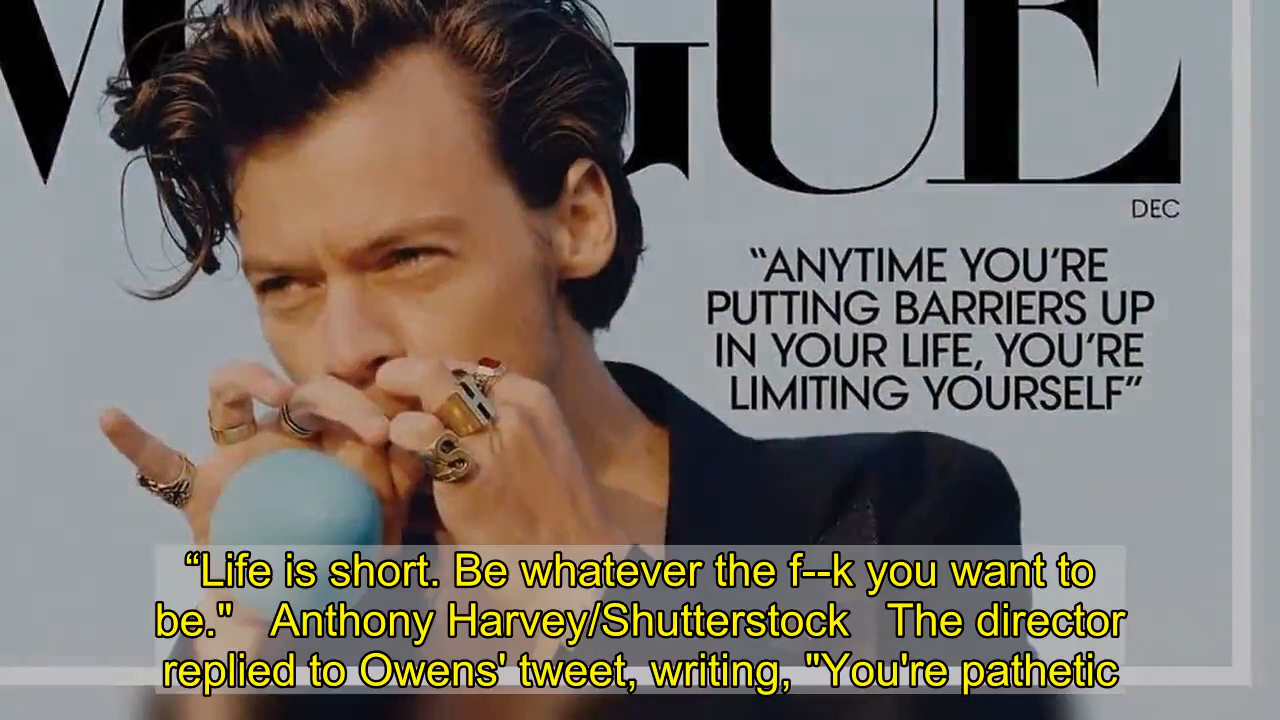 VOGUE
DEC
“ANYTIME YOU’RE
PUTTING BARRIERS UP
IN YOUR LIFE, YOU’RE
LIMITING YOURSELF”
“Life is short. Be whatever the f--k you want to
be." Anthony Harvey/Shutterstock The director
replied to Owens' tweet, writing, "You're pathetic